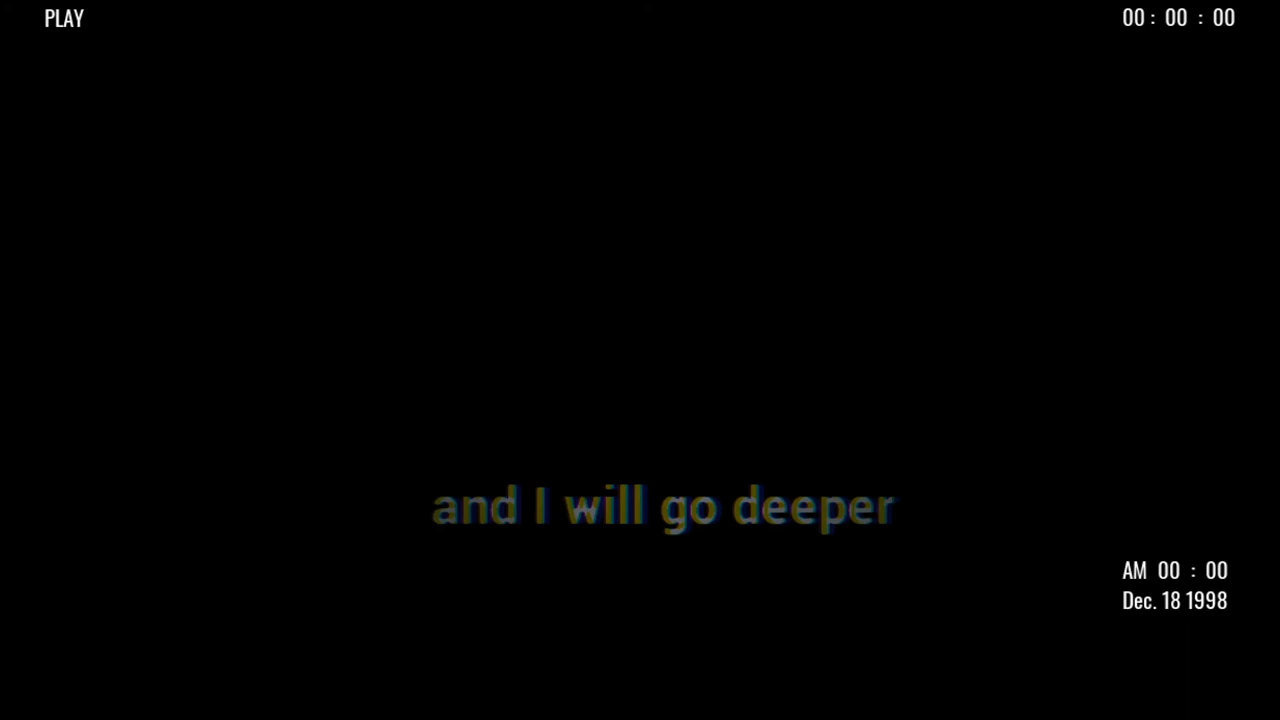 PLAY
00 : 00 : 00
and I will go deeper
AM 00 : 00
Dec. 18 1998